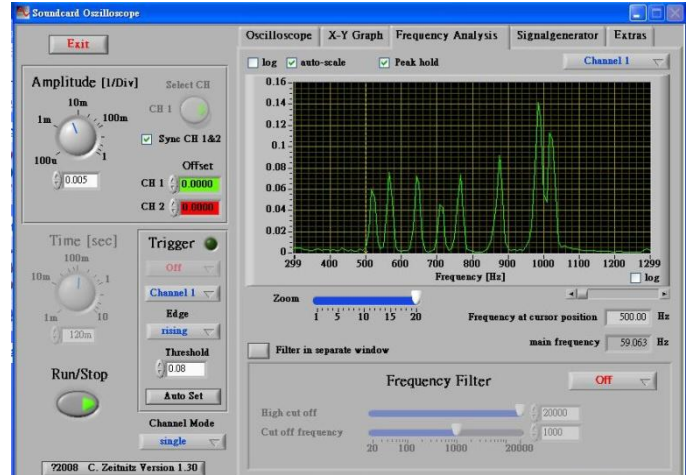 Soundcard Oszilloscope
Exit
Oscilloscope X-Y Graph Frequency Analysis Signalgenerator Extras
log auto-scale Peak hold Channel 1
Amplitude [1/Div]
Select CH
CH 1
10m
1m 100m
100u 1
0.005
Sync CH 1&2
Offset
CH 1 0.0000
CH 2 0.0000
0.16
0.14
0.12
0.1
0.08
0.06
0.04
0.02
0
299 400 500 600 700 800 900 1000 1100 1200 1299
Frequency [Hz]
log
Time [sec]
100m
10m 1
1m 10
120m
Trigger
Off
Channel 1
Edge
rising
Threshold
0.08
Auto Set
Run/Stop
Channel Mode
single
Zoom
1 5 10 15 20
Frequency at cursor position 500.00 Hz
main frequency 59.063 Hz
Filter in separate window
Frequency Filter Off
High cut off 20000
Cut off frequency 1000
20 100 1000 20000
?2008 C. Zeitnitz Version 1.30